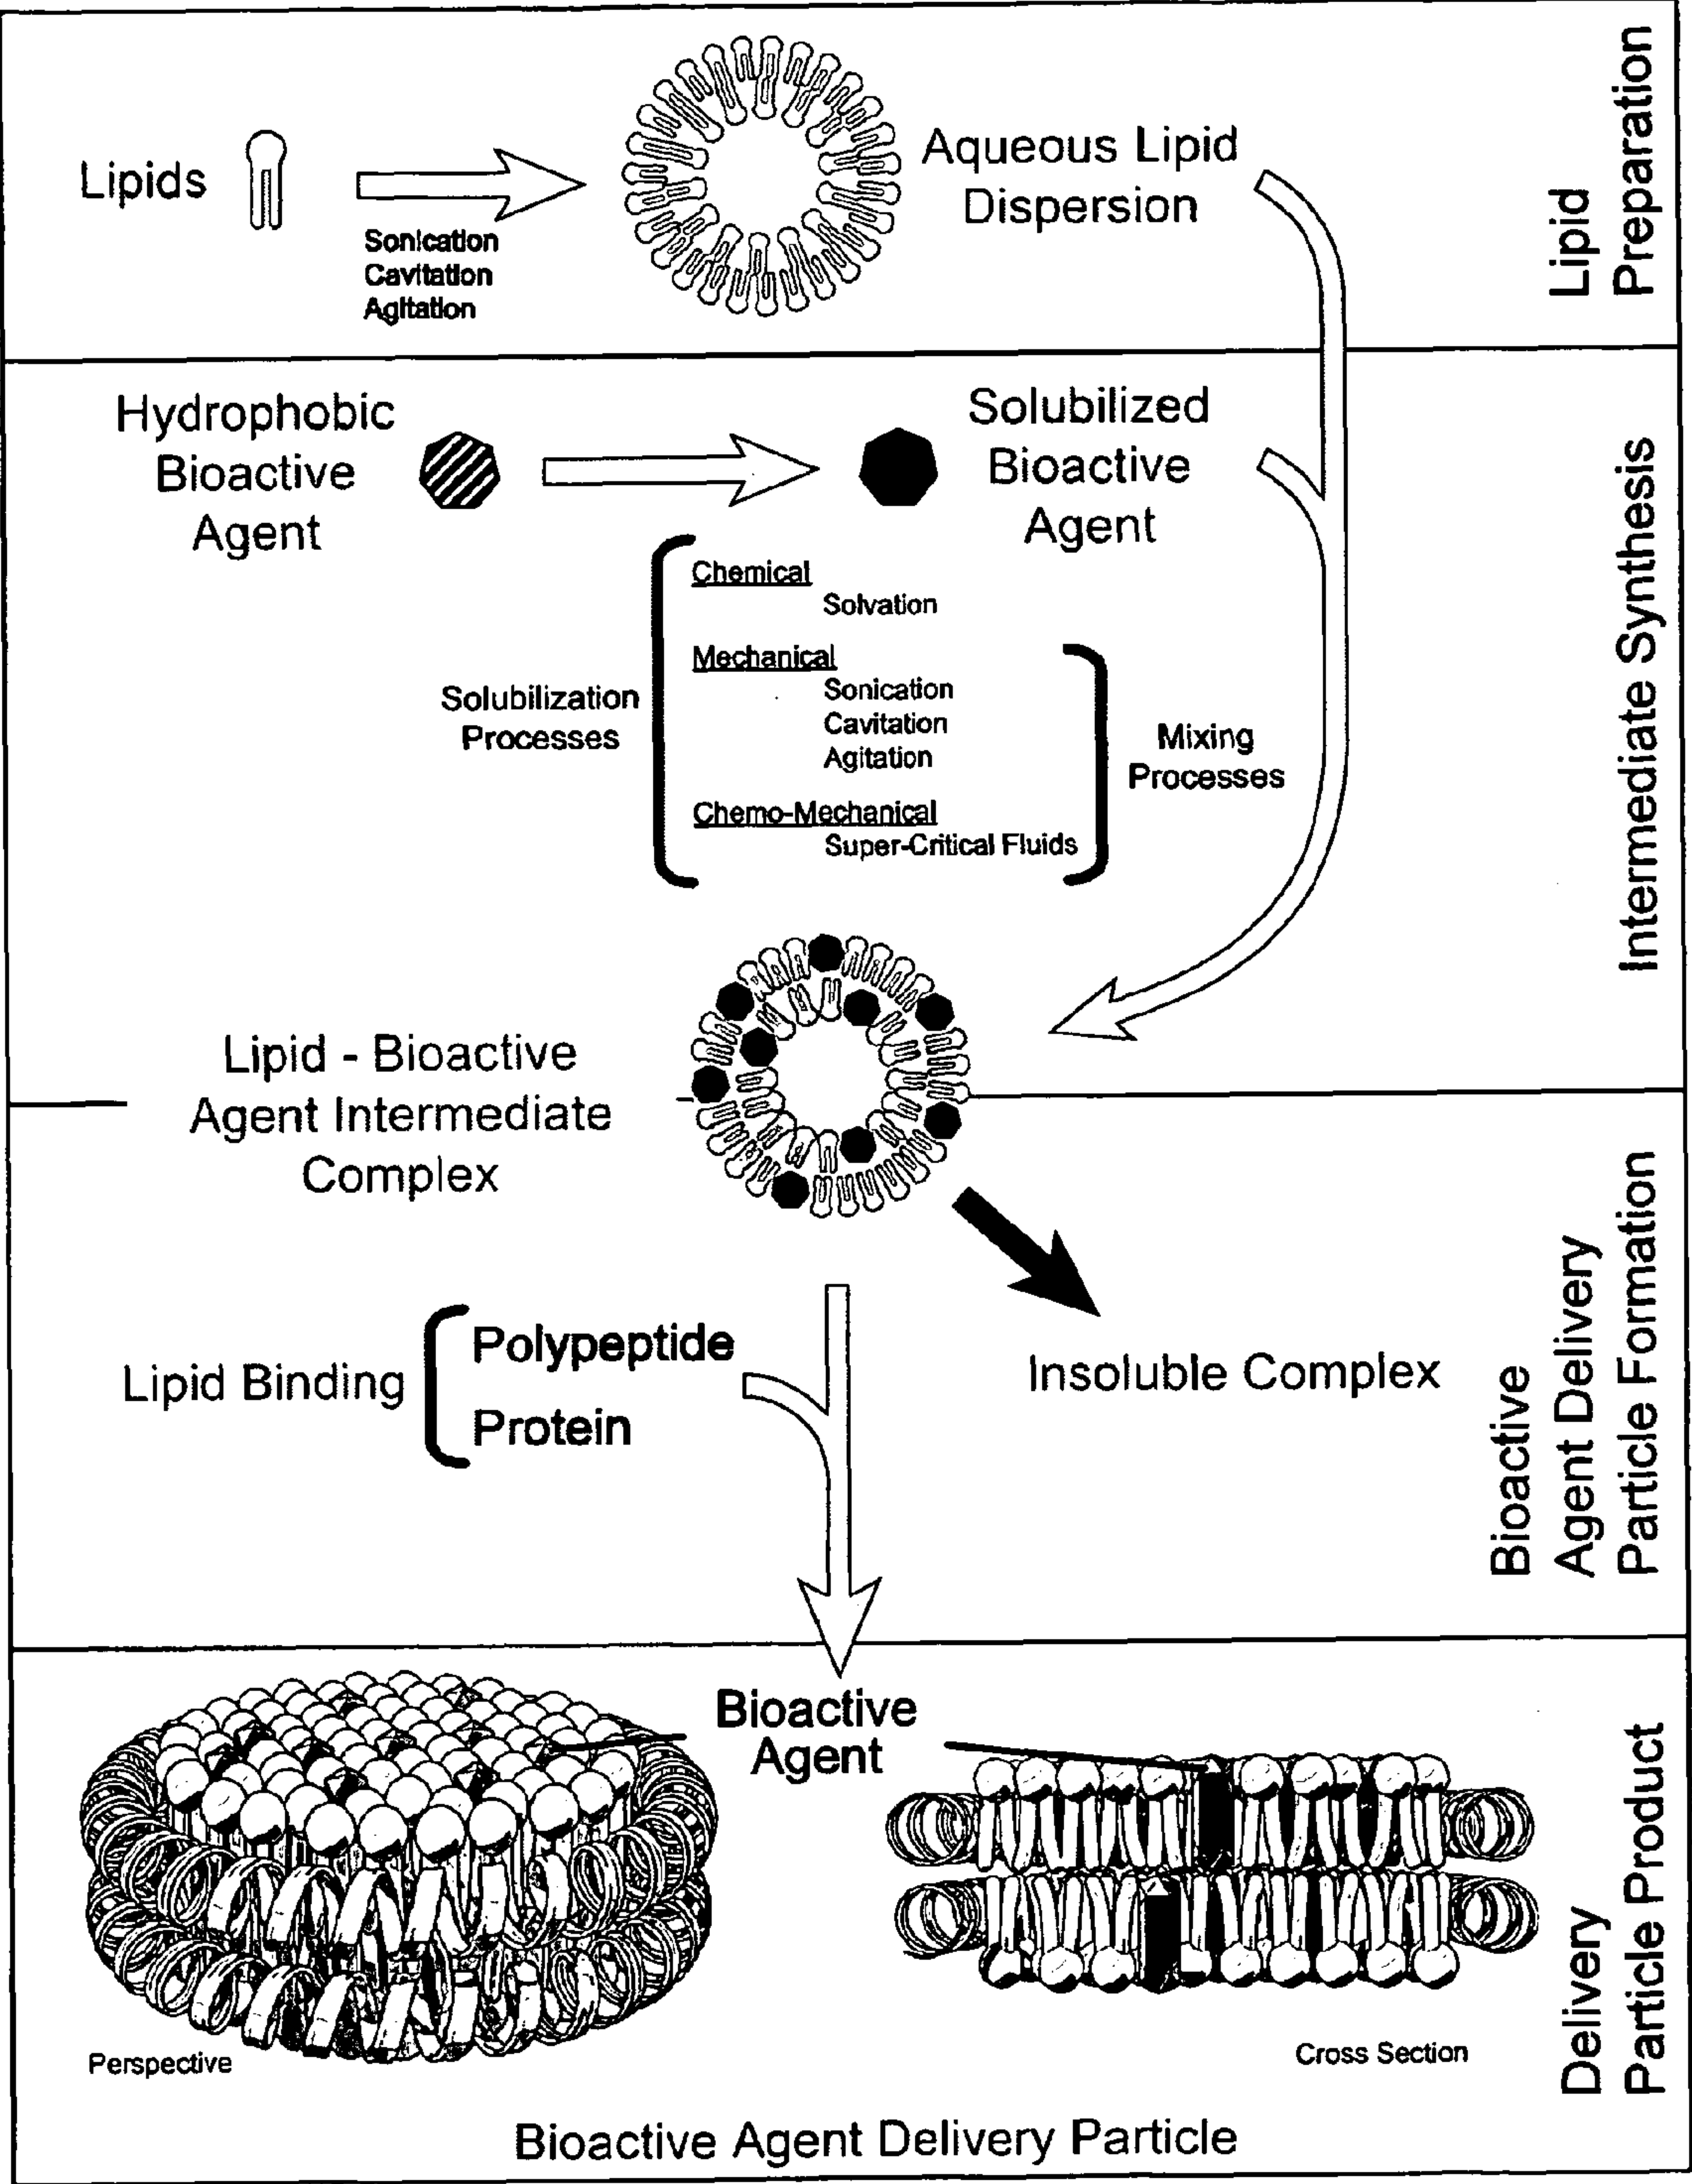 Lipids
Sonication
Cavitation
Agitation
Aqueous Lipid
Dispersion
Lipid
Preparation
Hydrophobic
Bioactive
Agent
Solubilized
Bioactive
Agent
Solubilization
Processes
Chemical
Solvation
Mechanical
Sonication
Cavitation
Agitation
Chemo-Mechanical
Super-Critical Fluids
Mixing
Processes
Intermediate Synthesis
Lipid - Bioactive
Agent Intermediate
Complex
Lipid Binding
Polypeptide
Protein
Insoluble Complex
Bioactive
Agent Delivery
Particle Formation
Bioactive
Agent
Perspective
Cross Section
Delivery
Particle Product
Bioactive Agent Delivery Particle